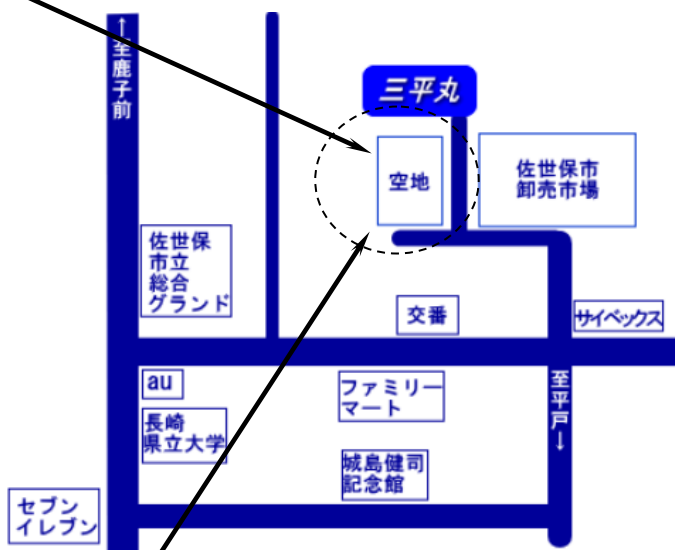 ↑至鹿子前
三平丸
空地
佐世保市
卸売市場
佐世保
市立
総合
グランド
交番
サイベックス
au
長崎
県立大学
ファミリー
マート
至平戸↓
城島健司
記念館
セブン
イレブン